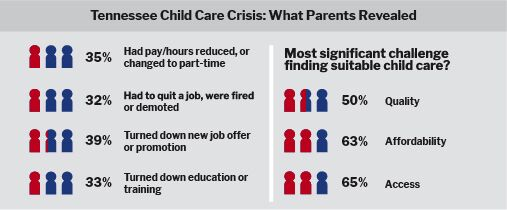 Tennessee Child Care Crisis: What Parents Revealed
35% Had pay/hours reduced, or
changed to part-time
32% Had to quit a job, were fired
or demoted
39% Turned down new job offer
or promotion
33% Turned down education or
training
Most significant challenge
finding suitable child care?
50% Quality
63% Affordability
65% Access